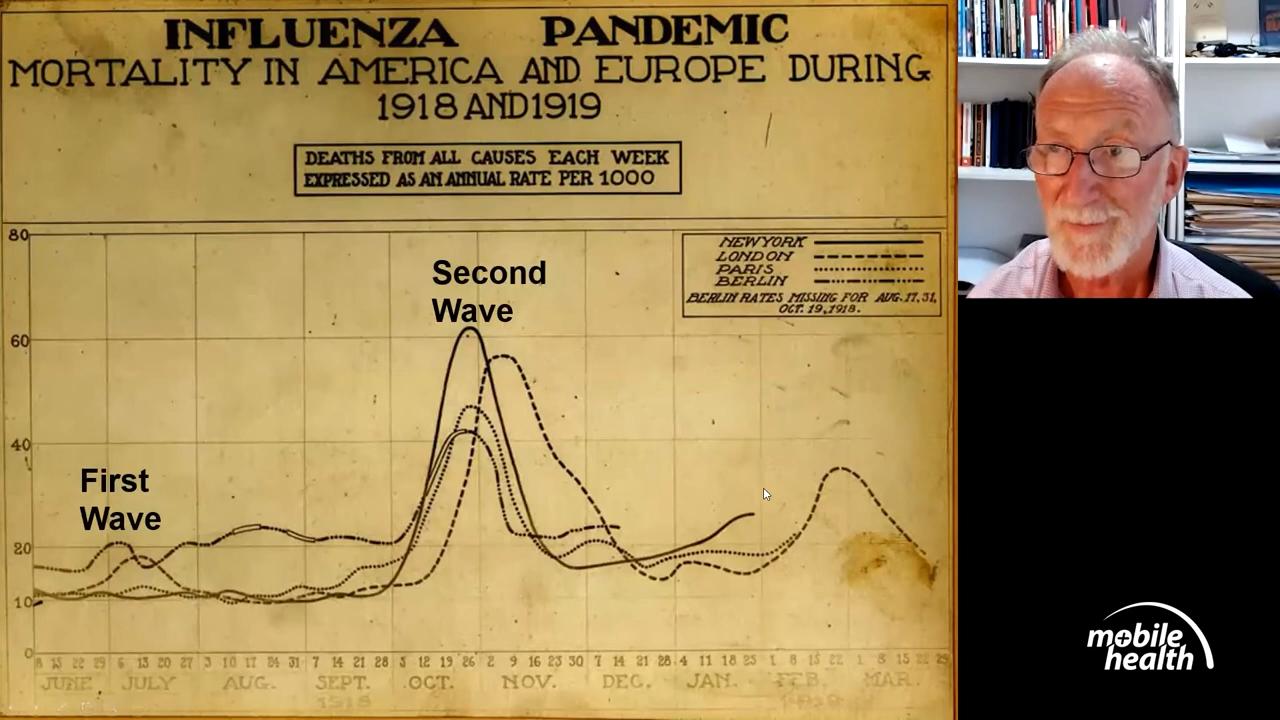 INFLUENZA PANDEMIC
MORTALITY IN AMERICA AND EUROPE DURING
1918 AND 1919
DEATHS FROM ALL CAUSES EACH WEEK
EXPRESSED AS AN ANNUAL RATE PER 1000
80
NEW YORK
LONDON
PARIS
BERLIN
BERLIN RATES MISSING FOR AUG. 17, 31,
OCT. 19, 1918.
Second
Wave
60
40
First
Wave
20
10
0
8 15 22 29 6 13 20 27 3 10 17 24 31 7 14 21 28 5 12 19 26 2 9 16 23 30 7 14 21 28 4 11 18 25 1 8 15 22 1 8 15 22 29
JUNE JULY AUG. SEPT. OCT. NOV. DEC. JAN. FEB. MAR.
1918 1919
mobile
health